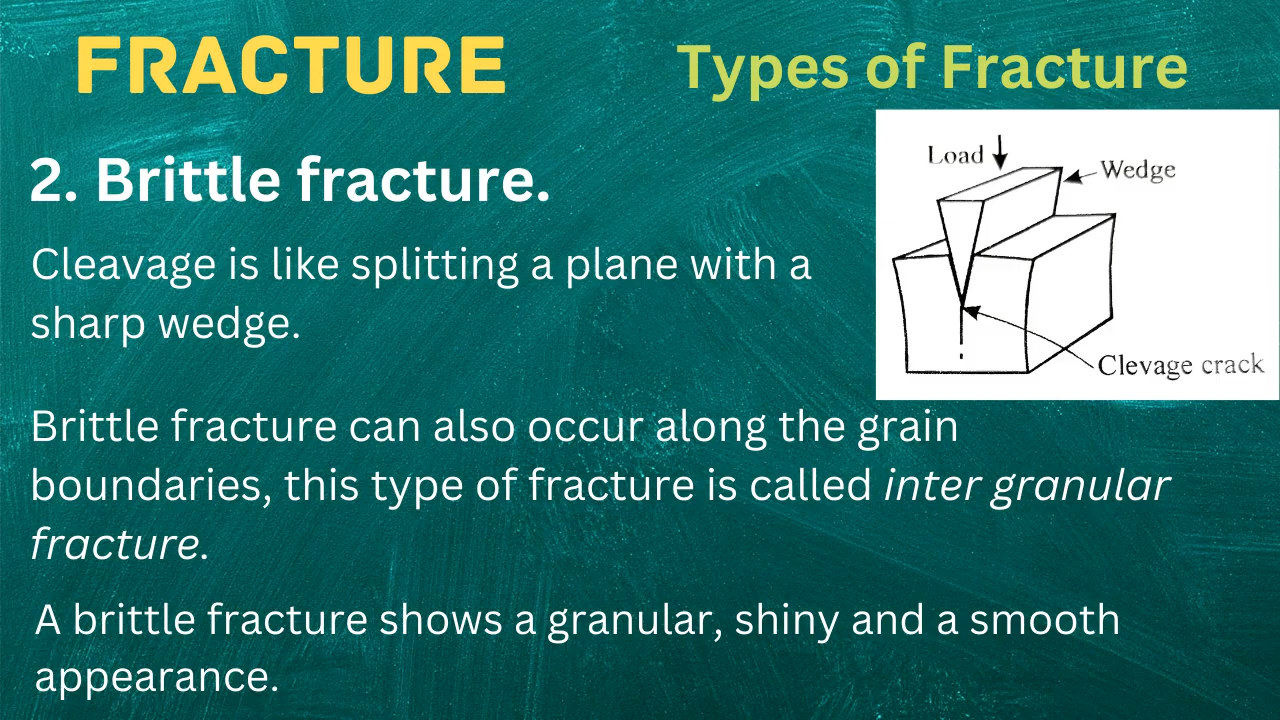 FRACTURE
Types of Fracture
2. Brittle fracture.
Cleavage is like splitting a plane with a
sharp wedge.
Load
Wedge
Clevage crack
Brittle fracture can also occur along the grain
boundaries, this type of fracture is called inter granular
fracture.
A brittle fracture shows a granular, shiny and a smooth
appearance.